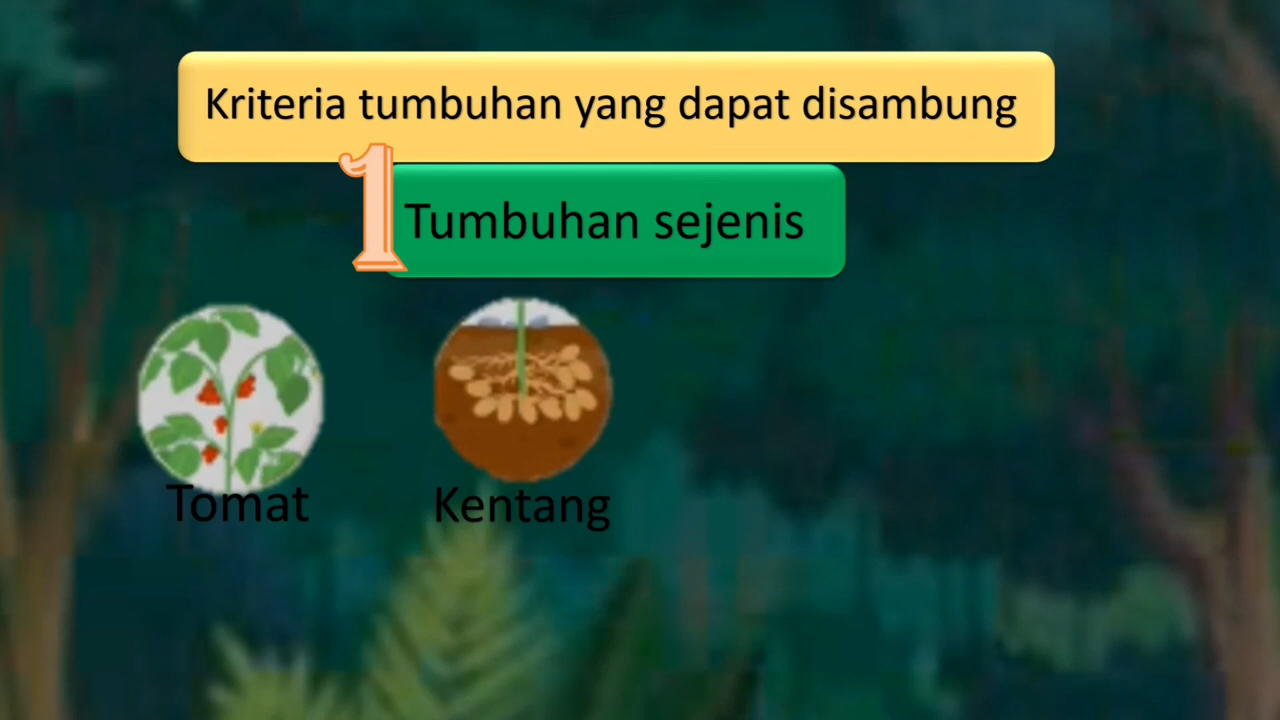 Kriteria tumbuhan yang dapat disambung
1 Tumbuhan sejenis
Tomat Kentang